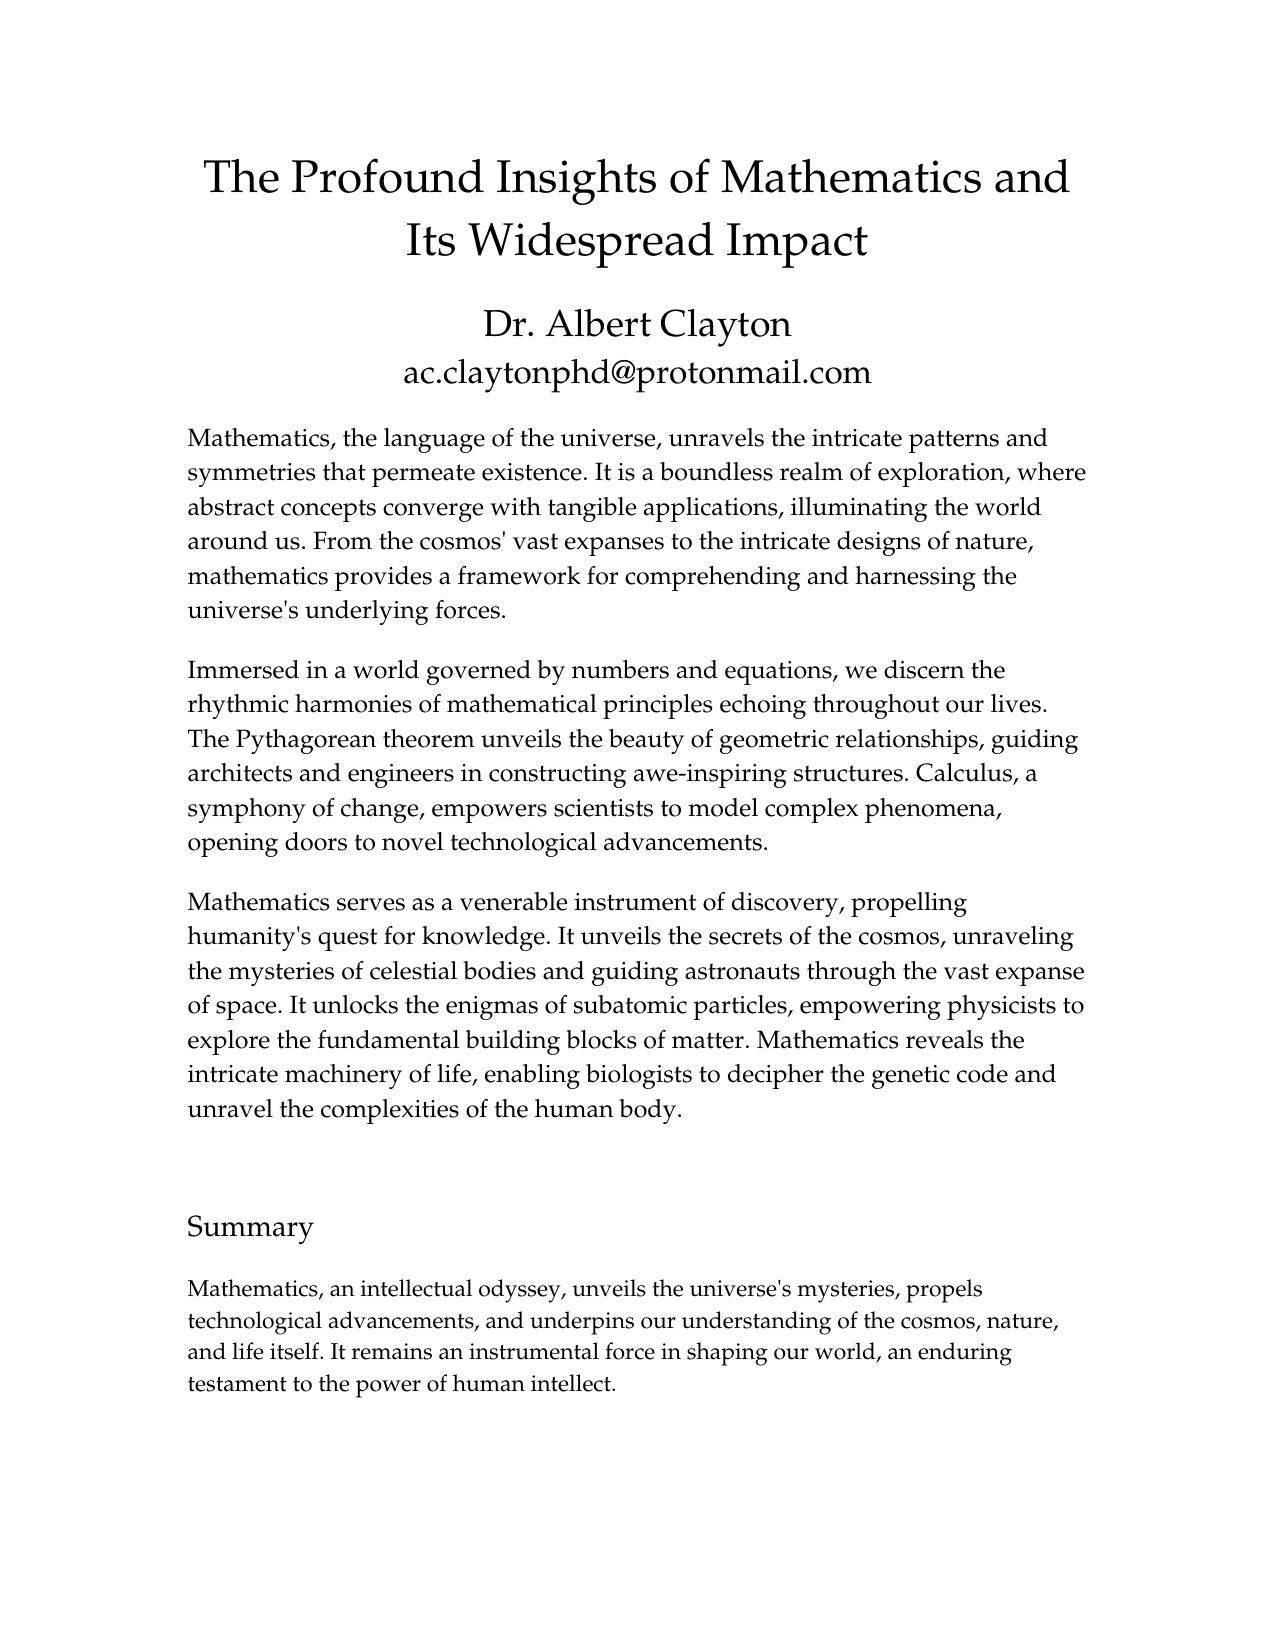 The Profound Insights of Mathematics and
Its Widespread Impact
Dr. Albert Clayton
ac.claytonphd@protonmail.com
Mathematics, the language of the universe, unravels the intricate patterns and
symmetries that permeate existence. It is a boundless realm of exploration, where
abstract concepts converge with tangible applications, illuminating the world
around us. From the cosmos' vast expanses to the intricate designs of nature,
mathematics provides a framework for comprehending and harnessing the
universe's underlying forces.
Immersed in a world governed by numbers and equations, we discern the
rhythmic harmonies of mathematical principles echoing throughout our lives.
The Pythagorean theorem unveils the beauty of geometric relationships, guiding
architects and engineers in constructing awe-inspiring structures. Calculus, a
symphony of change, empowers scientists to model complex phenomena,
opening doors to novel technological advancements.
Mathematics serves as a venerable instrument of discovery, propelling
humanity's quest for knowledge. It unveils the secrets of the cosmos, unraveling
the mysteries of celestial bodies and guiding astronauts through the vast expanse
of space. It unlocks the enigmas of subatomic particles, empowering physicists to
explore the fundamental building blocks of matter. Mathematics reveals the
intricate machinery of life, enabling biologists to decipher the genetic code and
unravel the complexities of the human body.
Summary
Mathematics, an intellectual odyssey, unveils the universe's mysteries, propels
technological advancements, and underpins our understanding of the cosmos, nature,
and life itself. It remains an instrumental force in shaping our world, an enduring
testament to the power of human intellect.